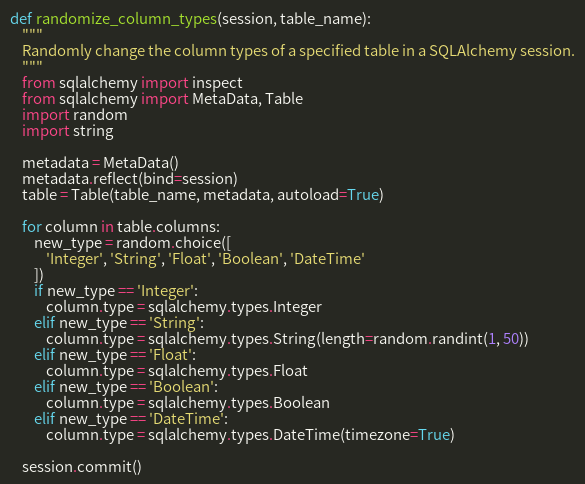 def randomize_column_types(session, table_name):
    """
    Randomly change the column types of a specified table in a SQLAlchemy session.
    """
    from sqlalchemy import inspect
    from sqlalchemy import MetaData, Table
    import random
    import string

    metadata = MetaData()
    metadata.reflect(bind=session)
    table = Table(table_name, metadata, autoload=True)

    for column in table.columns:
        new_type = random.choice([
            'Integer', 'String', 'Float', 'Boolean', 'DateTime'
        ])
        if new_type == 'Integer':
            column.type = sqlalchemy.types.Integer
        elif new_type == 'String':
            column.type = sqlalchemy.types.String(length=random.randint(1, 50))
        elif new_type == 'Float':
            column.type = sqlalchemy.types.Float
        elif new_type == 'Boolean':
            column.type = sqlalchemy.types.Boolean
        elif new_type == 'DateTime':
            column.type = sqlalchemy.types.DateTime(timezone=True)

    session.commit()